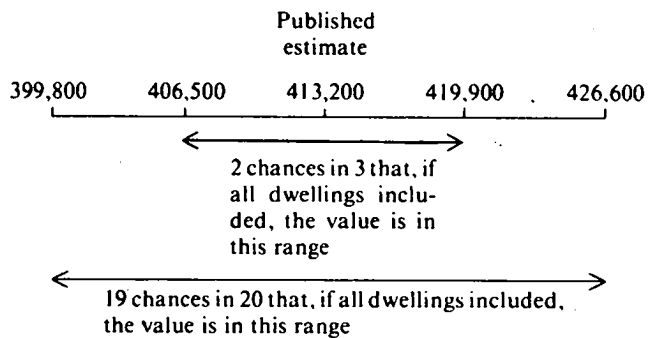 Published
estimate
399,800 406,500 413,200 419,900 426,600
2 chances in 3 that, if
all dwellings inclu-
ded, the value is in
this range
19 chances in 20 that, if all dwellings included,
the value is in this range